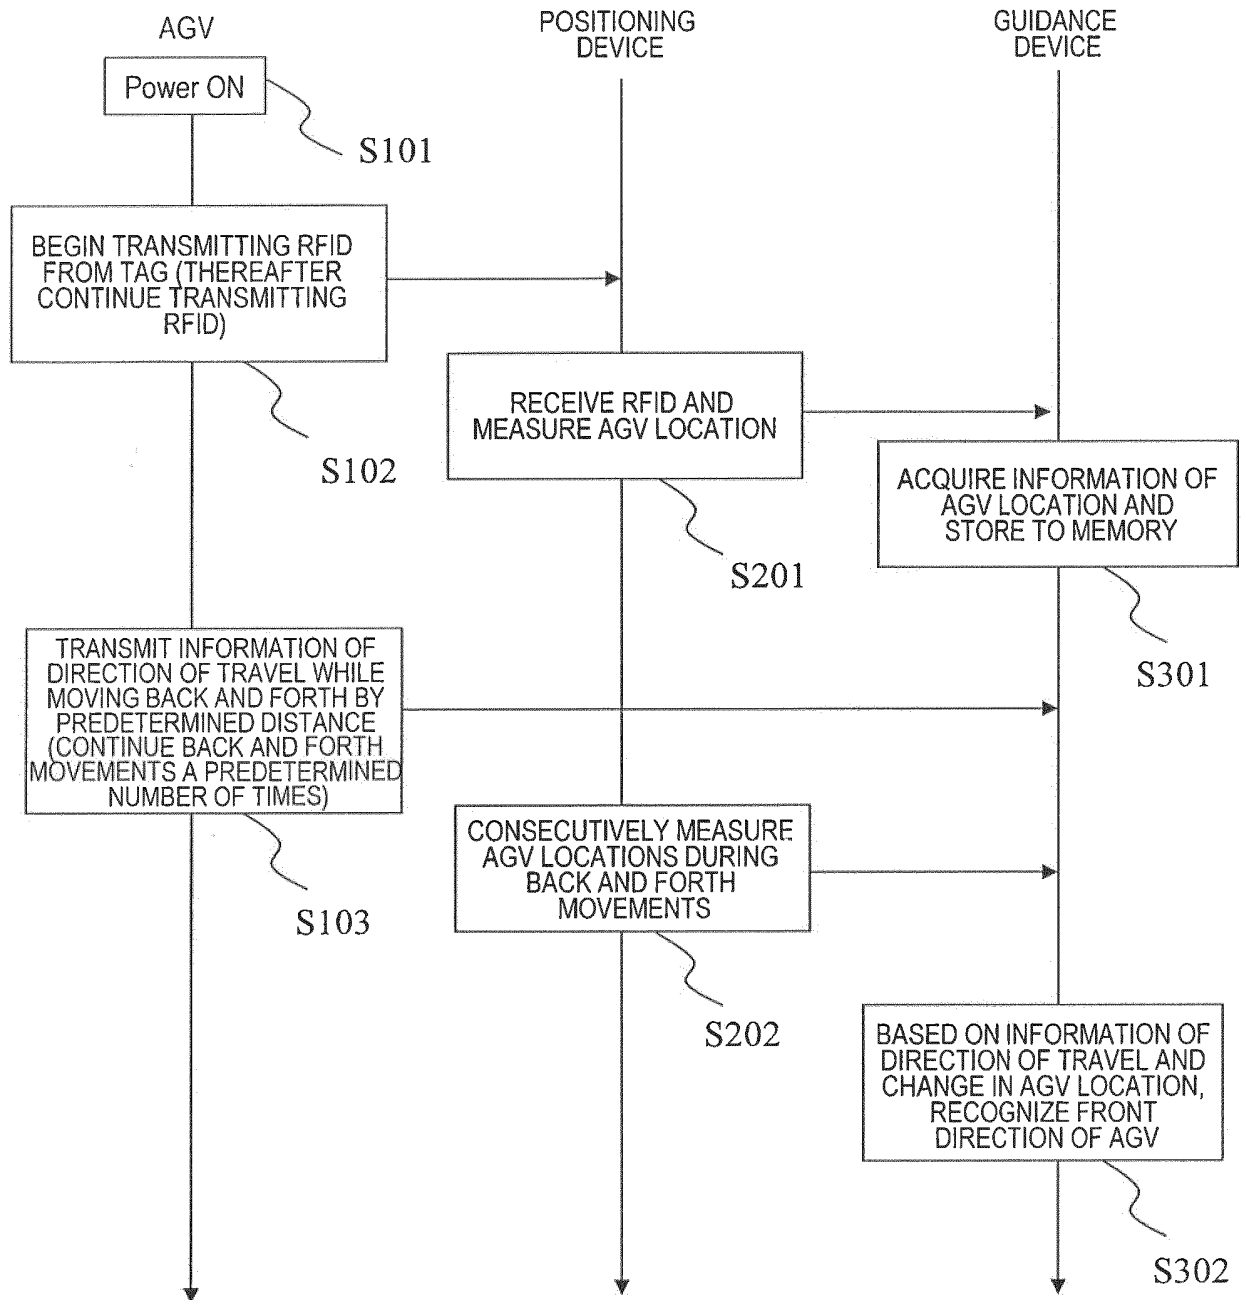 AGV
POSITIONING
DEVICE
GUIDANCE
DEVICE
Power ON
S101
BEGIN TRANSMITTING RFID
FROM TAG (THEREAFTER
CONTINUE TRANSMITTING
RFID)
S102
RECEIVE RFID AND
MEASURE AGV LOCATION
S201
ACQUIRE INFORMATION OF
AGV LOCATION AND
STORE TO MEMORY
S301
TRANSMIT INFORMATION OF
DIRECTION OF TRAVEL WHILE
MOVING BACK AND FORTH BY
PREDETERMINED DISTANCE
(CONTINUE BACK AND FORTH
MOVEMENTS A PREDETERMINED
NUMBER OF TIMES)
S103
CONSECUTIVELY MEASURE
AGV LOCATIONS DURING
BACK AND FORTH
MOVEMENTS
S202
BASED ON INFORMATION OF
DIRECTION OF TRAVEL AND
CHANGE IN AGV LOCATION,
RECOGNIZE FRONT
DIRECTION OF AGV
S302